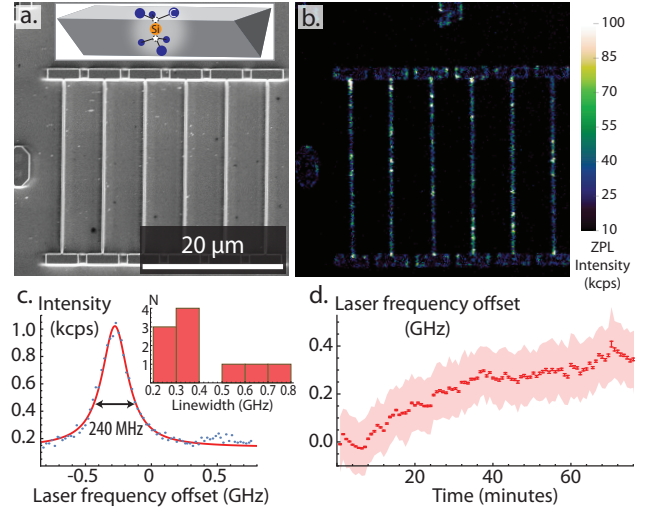 a.
Si
20 µm
b.
100
85
70
55
40
25
10
ZPL
Intensity
(kcps)
c.
Intensity
(kcps)
1.0
0.8
0.6
0.4
0.2
240 MHz
-0.5
0
0.5
Laser frequency offset (GHz)
N
4
3
2
1
0.2
0.3
0.4
0.5
0.6
0.7
0.8
Linewidth (GHz)
d.
Laser frequency offset
(GHz)
0.4
0.2
0.0
0
20
40
60
Time (minutes)